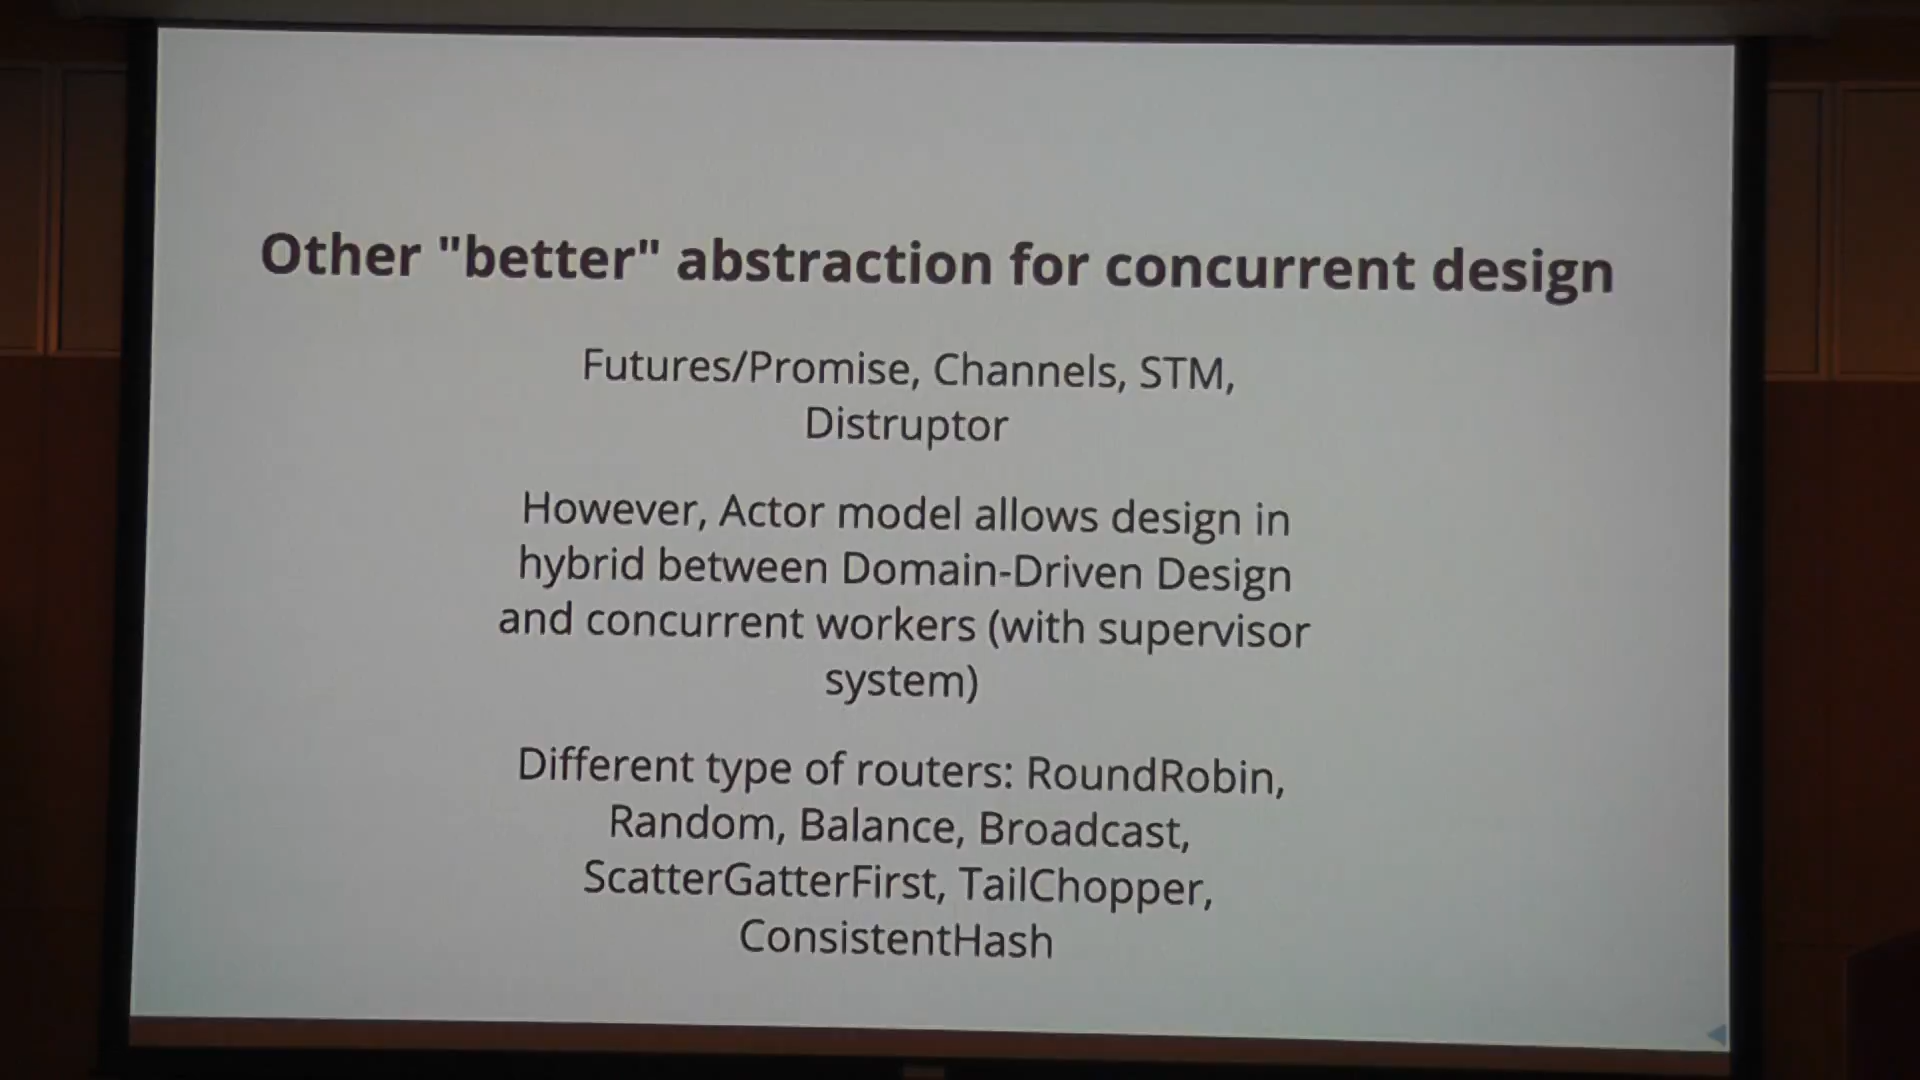 Other "better" abstraction for concurrent design
Futures/Promise, Channels, STM,
Distruptor
However, Actor model allows design in
hybrid between Domain-Driven Design
and concurrent workers (with supervisor
system)
Different type of routers: RoundRobin,
Random, Balance, Broadcast,
ScatterGatterFirst, TailChopper,
ConsistentHash